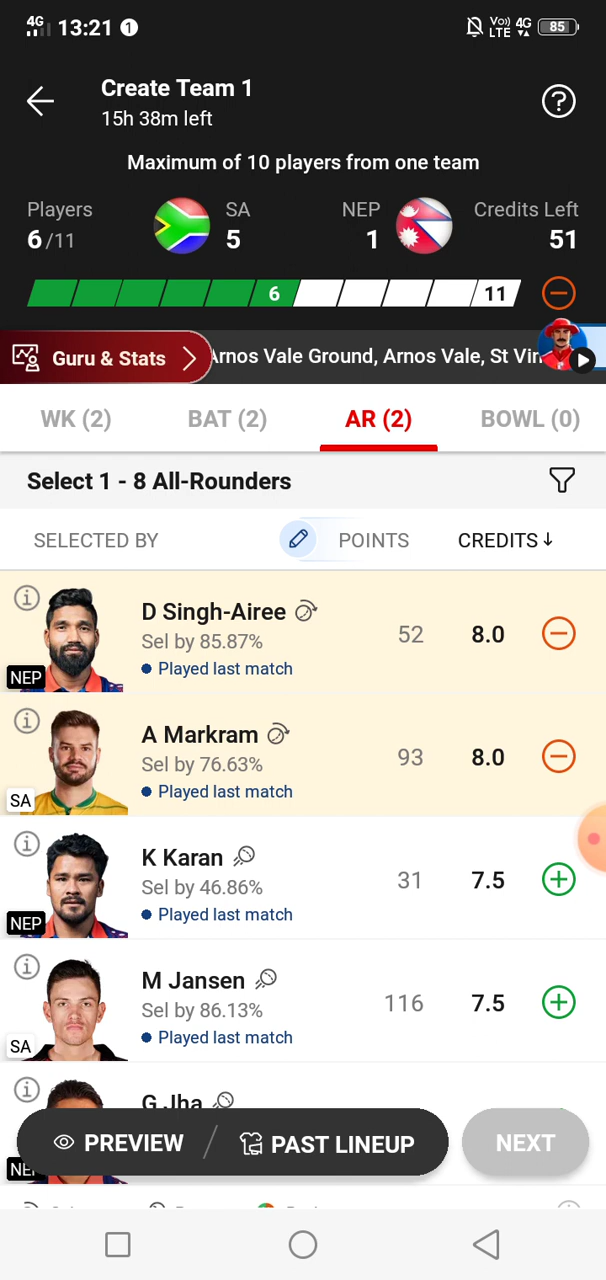 4G 13:21 1 Vo) LTE 4G 85
Create Team 1
15h 38m left
?
Maximum of 10 players from one team
Players SA NEP Credits Left
6/11 5 1 51
6 11
Guru & Stats Arnos Vale Ground, Arnos Vale, St Vin
WK (2) BAT (2) AR (2) BOWL (0)
Select 1 - 8 All-Rounders
SELECTED BY POINTS CREDITS↓
D Singh-Airee
Sel by 85.87% 52 8.0
NEP Played last match
A Markram
Sel by 76.63% 93 8.0
SA Played last match
K Karan
Sel by 46.86% 31 7.5
NEP Played last match
M Jansen
Sel by 86.13% 116 7.5
SA Played last match
G Jha
PREVIEW / PAST LINEUP NEXT